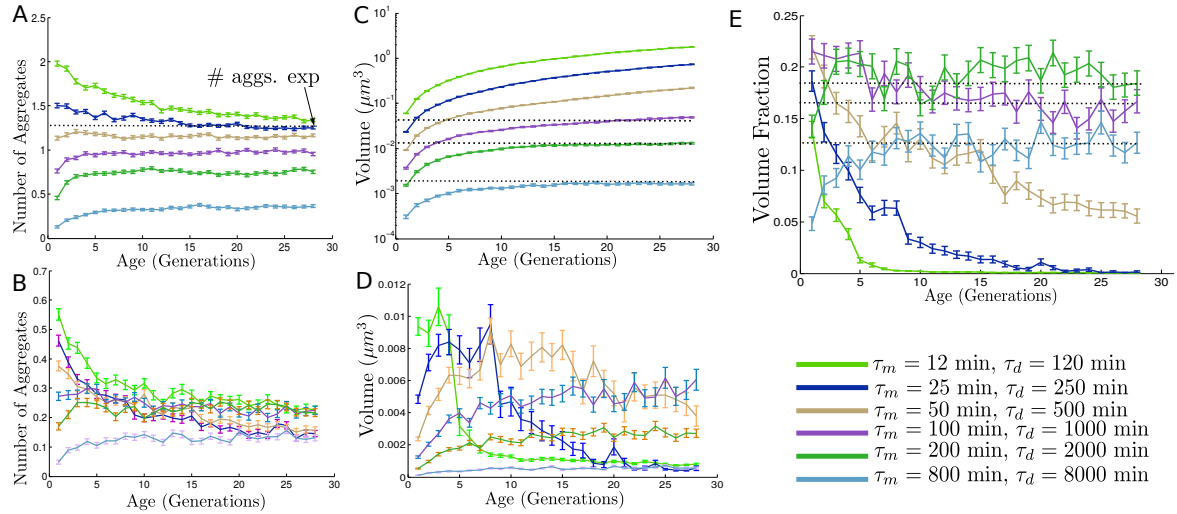 A
Number of Aggregates
2.5
2
1.5
1
0.5
0
0 5 10 15 20 25 30
Age (Generations)
# aggs. exp
C
Volume (μm³)
10¹
10⁰
10⁻¹
10⁻²
10⁻³
10⁻⁴
0 5 10 15 20 25 30
Age (Generations)
E
Volume Fraction
0.25
0.2
0.15
0.1
0.05
0
0 5 10 15 20 25 30
Age (Generations)
B
Number of Aggregates
0.7
0.6
0.5
0.4
0.3
0.2
0.1
0
0 5 10 15 20 25 30
Age (Generations)
D
Volume (μm³)
0.012
0.01
0.008
0.006
0.004
0.002
0
0 5 10 15 20 25 30
Age (Generations)
τm = 12 min, τd = 120 min
τm = 25 min, τd = 250 min
τm = 50 min, τd = 500 min
τm = 100 min, τd = 1000 min
τm = 200 min, τd = 2000 min
τm = 800 min, τd = 8000 min